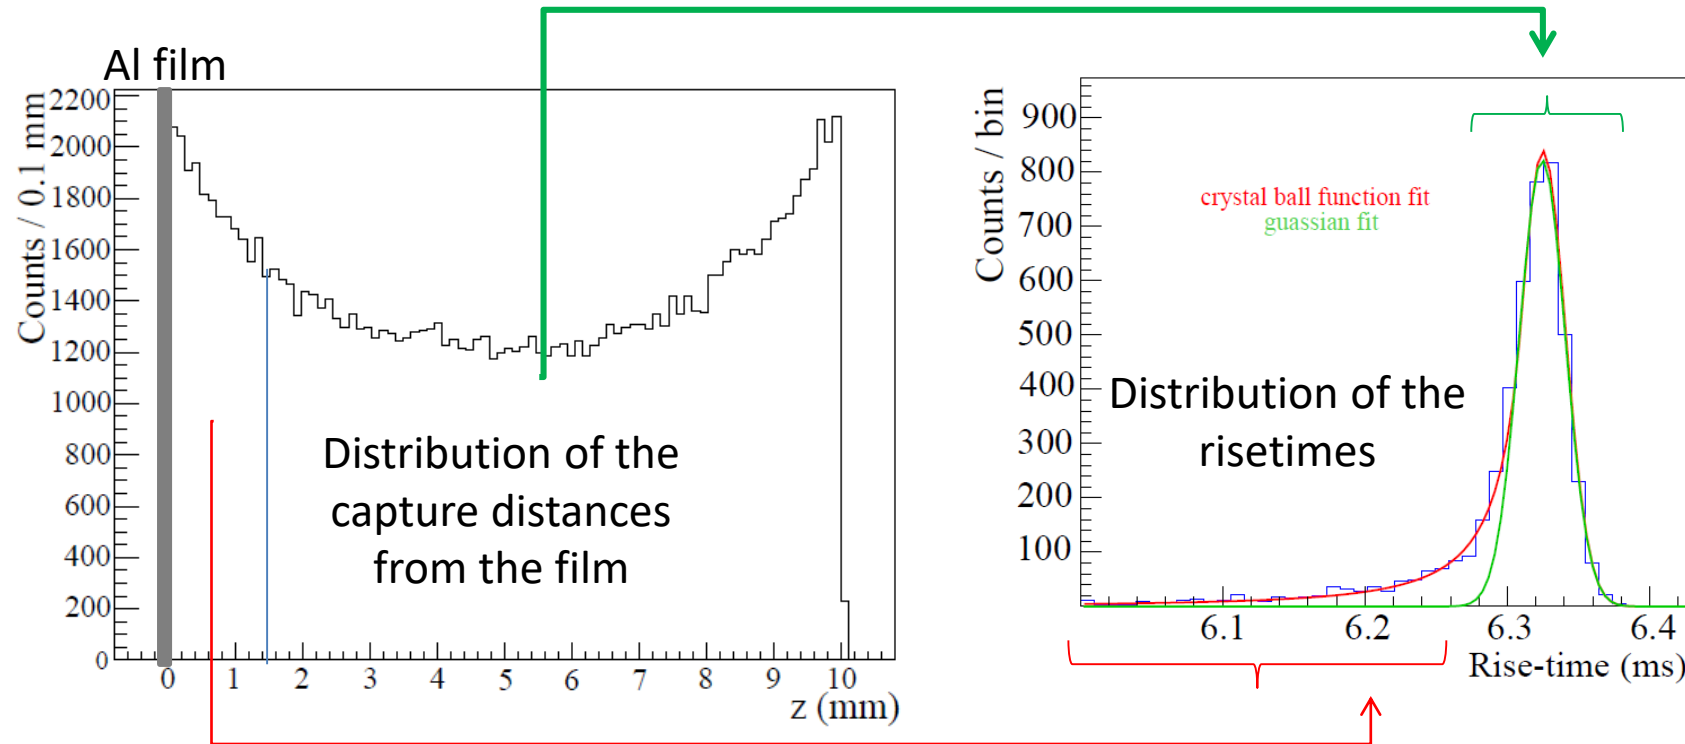 Al film
Counts / 0.1 mm
2200
2000
1800
1600
1400
1200
1000
800
600
400
200
0
Distribution of the
capture distances
from the film
0 1 2 3 4 5 6 7 8 9 10
z (mm)
Counts / bin
900
800
700
600
500
400
300
200
100
crystal ball function fit
guassian fit
Distribution of the
risetimes
6.1 6.2 6.3 6.4
Rise-time (ms)